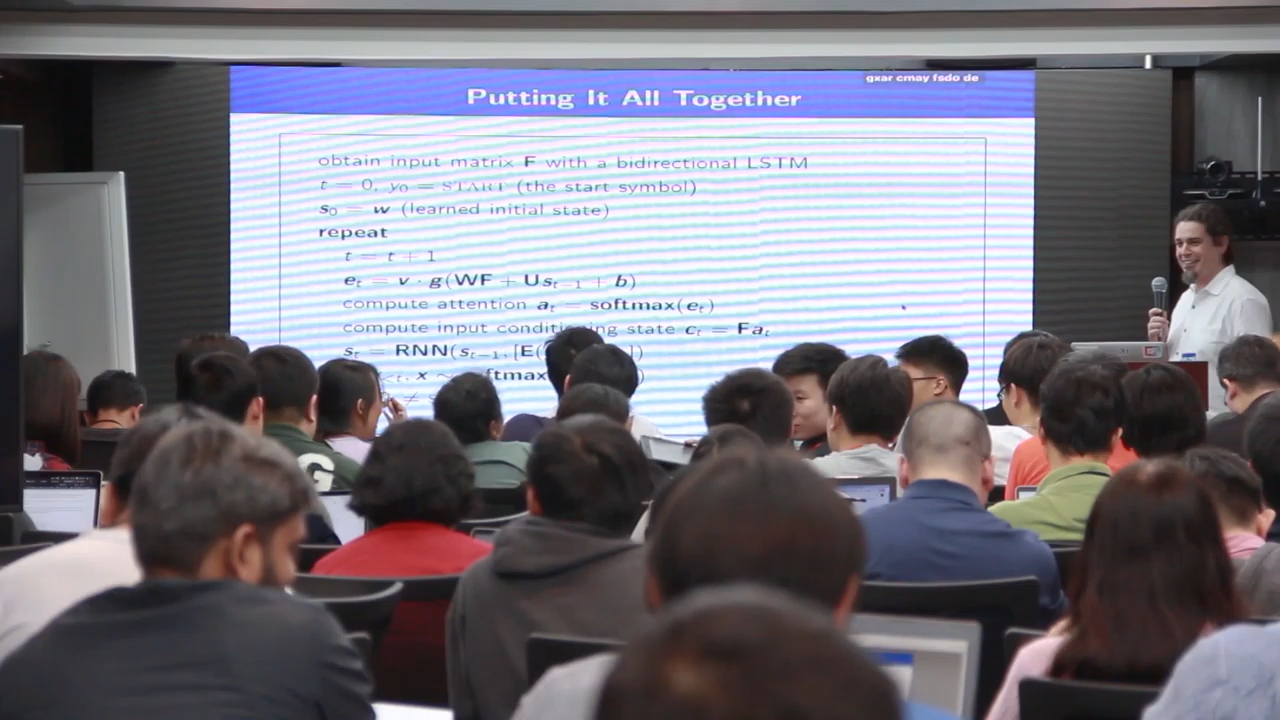 gxar cmay fsdo de
Putting It All Together
obtain input matrix F with a bidirectional LSTM
t = 0, y₀ = START (the start symbol)
s₀ = w (learned initial state)
repeat
t = t + 1
eₜ = v · g(WF + Usₜ₋₁ + b)
compute attention aₜ = softmax(eₜ)
compute input conditioning state cₜ = Faₜ
sₜ = RNN(sₜ₋₁, [E(
G